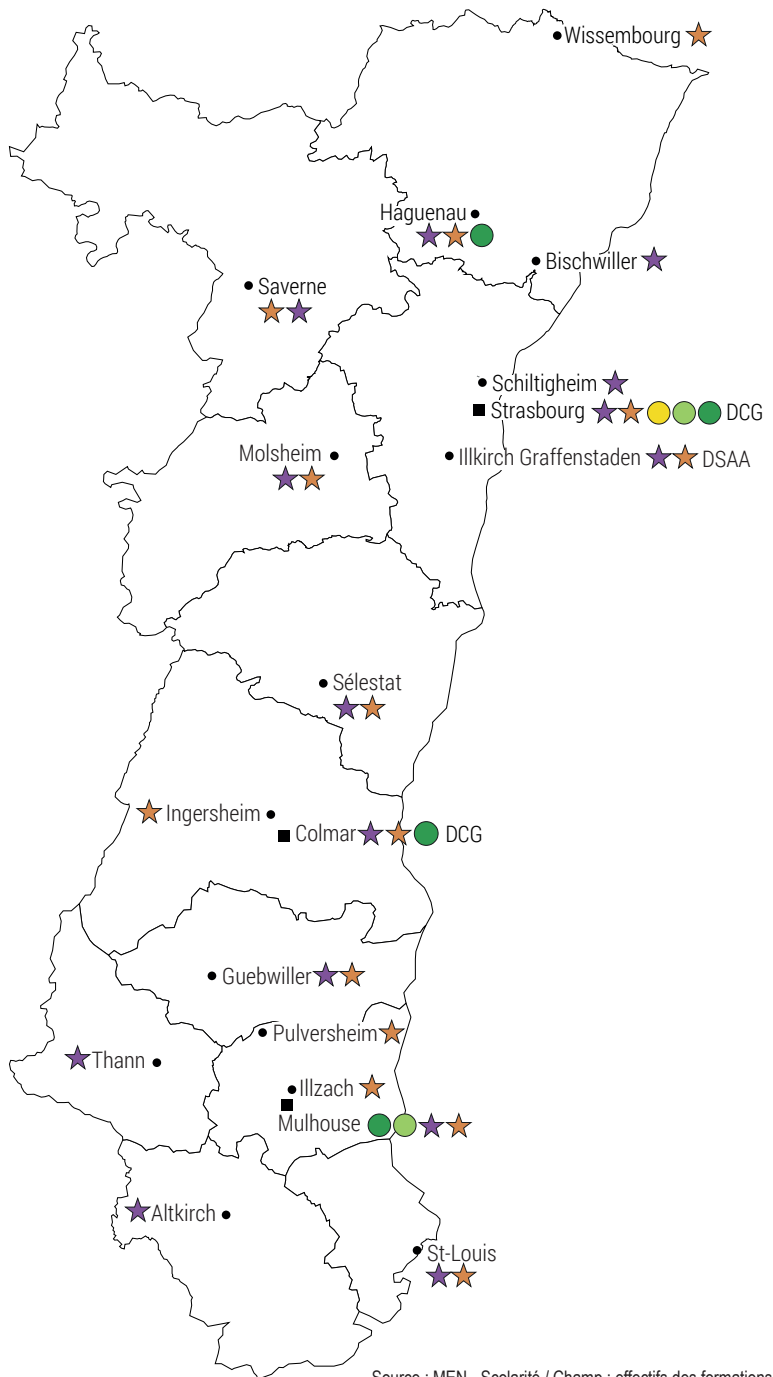 Wissembourg
Haguenau
Bischwiller
Saverne
Schiltigheim
Strasbourg DCG
Molsheim
Illkirch Graffenstaden DSAA
Sélestat
Ingersheim
Colmar DCG
Guebwiller
Pulversheim
Thann
Illzach
Mulhouse
Altkirch
St-Louis